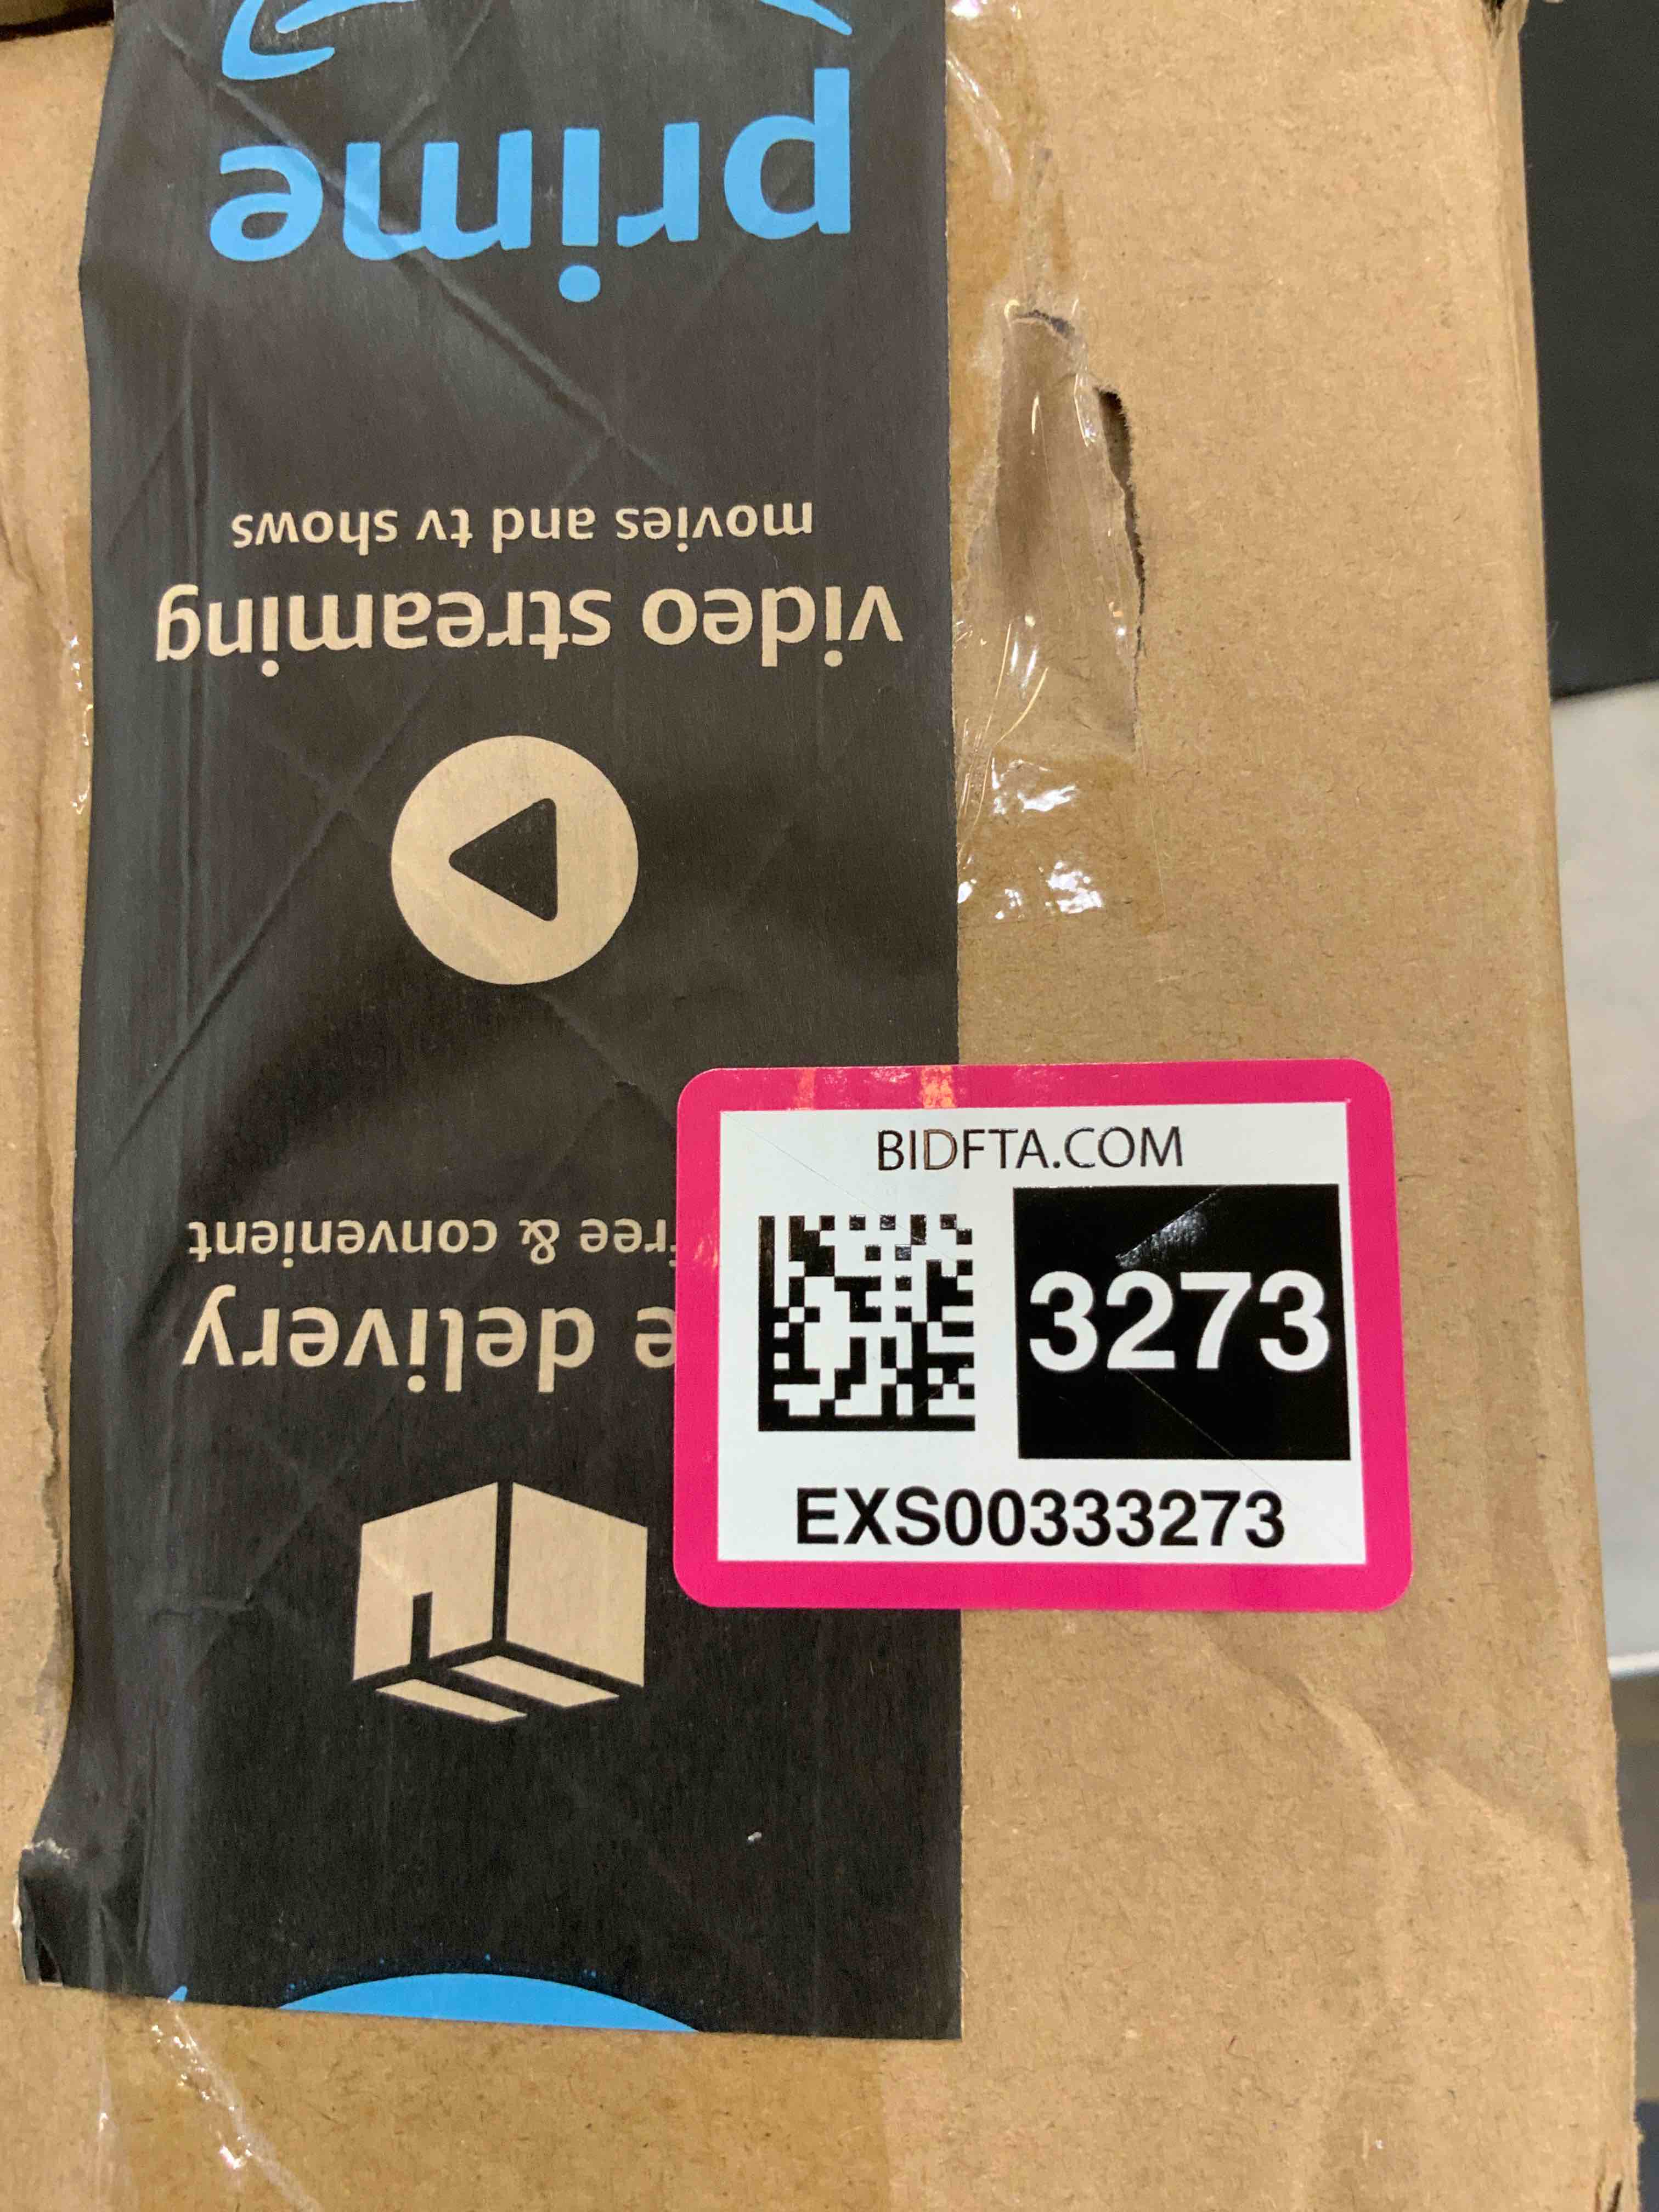 prime
movies and tv shows
video streaming
ree & convenient
e delivery
BIDFTA.COM
3273
EXS00333273